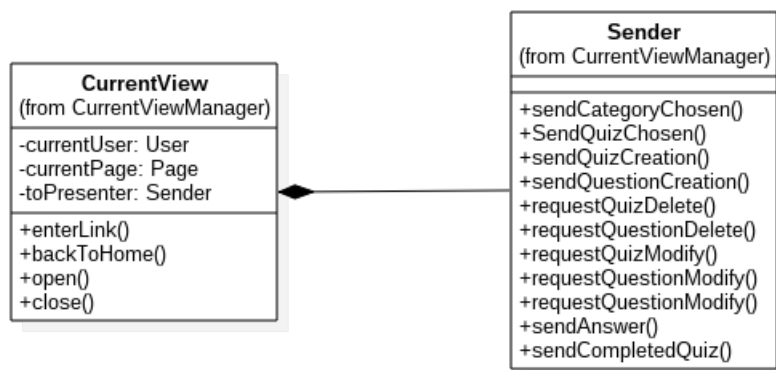 CurrentView
(from CurrentViewManager)
-currentUser: User
-currentPage: Page
-toPresenter: Sender
+enterLink()
+backToHome()
+open()
+close()
Sender
(from CurrentViewManager)
+sendCategoryChosen()
+SendQuizChosen()
+sendQuizCreation()
+sendQuestionCreation()
+requestQuizDelete()
+requestQuestionDelete()
+requestQuizModify()
+requestQuestionModify()
+requestQuestionModify()
+sendAnswer()
+sendCompletedQuiz()